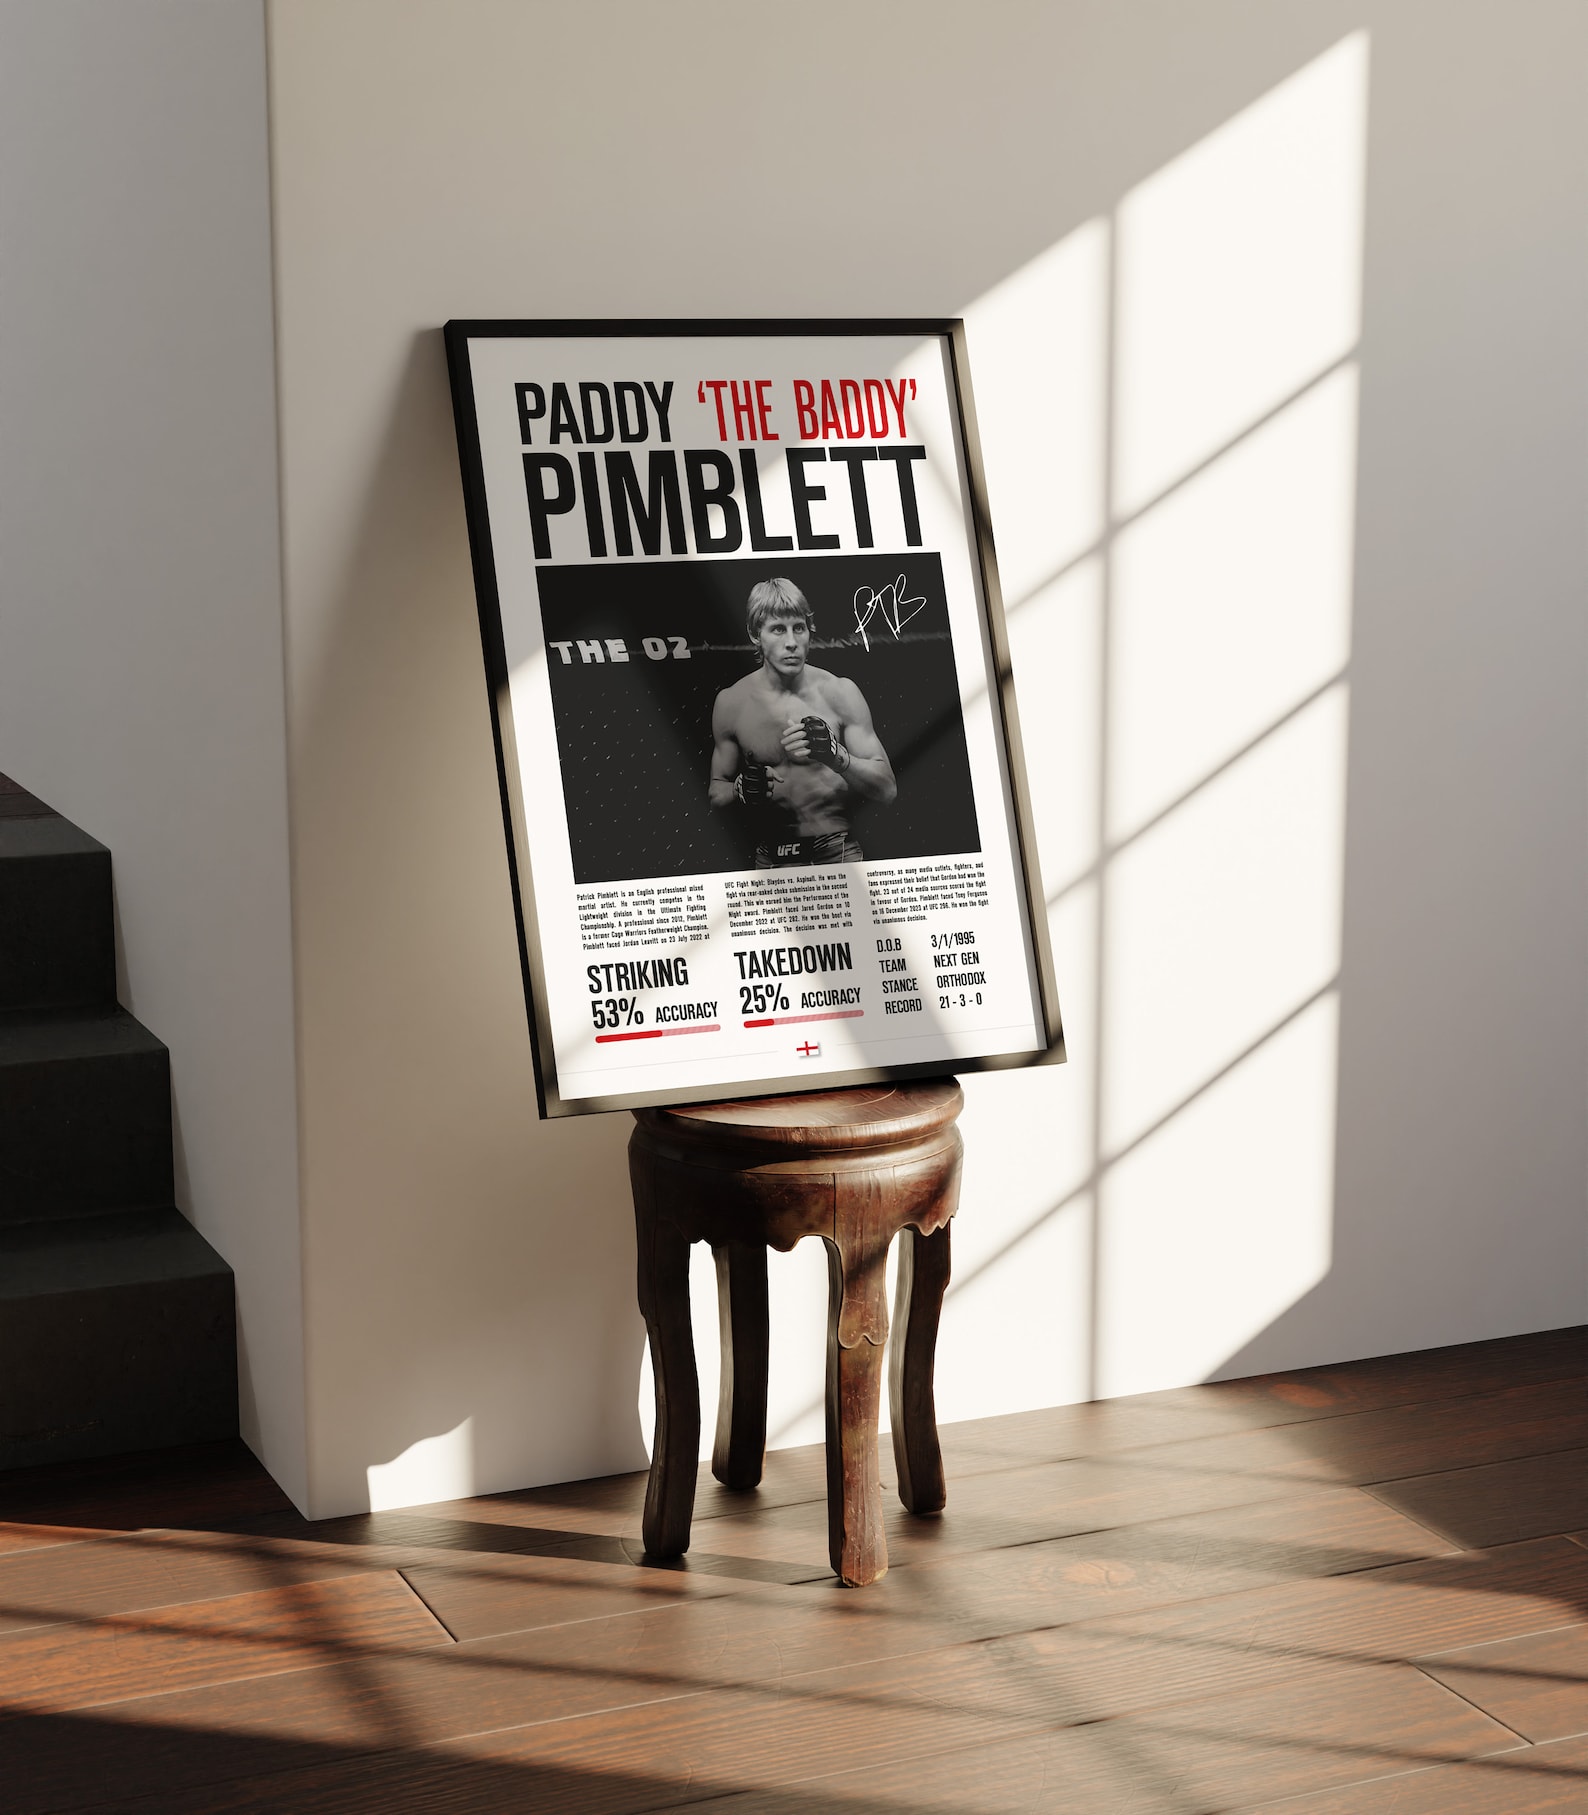 PADDY ‘THE BADDY’
PIMBLETT
THE O2
PTB
UFC
Patrick Pimblett is an English professional mixed
martial artist. He currently competes in the
Lightweight division in the Ultimate Fighting
Championship. A professional since 2012, Pimblett
is a former Cage Warriors Featherweight Champion.
Pimblett faced Jordan Leavitt on 23 July 2022 at
UFC Fight Night: Blaydes vs. Aspinall. He won the
fight via rear-naked choke submission in the second
round. This win earned him the Performance of the
Night award. Pimblett faced Jared Gordon on 10
December 2022 at UFC 282. He won the bout via
unanimous decision. The decision was met with
controversy, as many media outlets, fighters, and
fans expressed their belief that Gordon had won the
fight. 23 out of 24 media sources scored the fight
in favour of Gordon. Pimblett faced Tony Ferguson
on 16 December 2023 at UFC 296. He won the fight
via unanimous decision.
STRIKING
53% ACCURACY
TAKEDOWN
25% ACCURACY
D.O.B 3/1/1995
TEAM NEXT GEN
STANCE ORTHODOX
RECORD 21 - 3 - 0